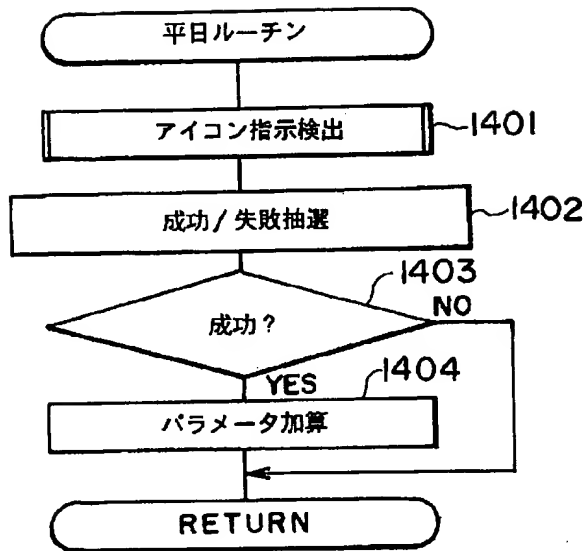 平日ルーチン
アイコン指示検出
1401
成功/失敗抽選
1402
1403
成功?
NO
YES
1404
パラメータ加算
RETURN